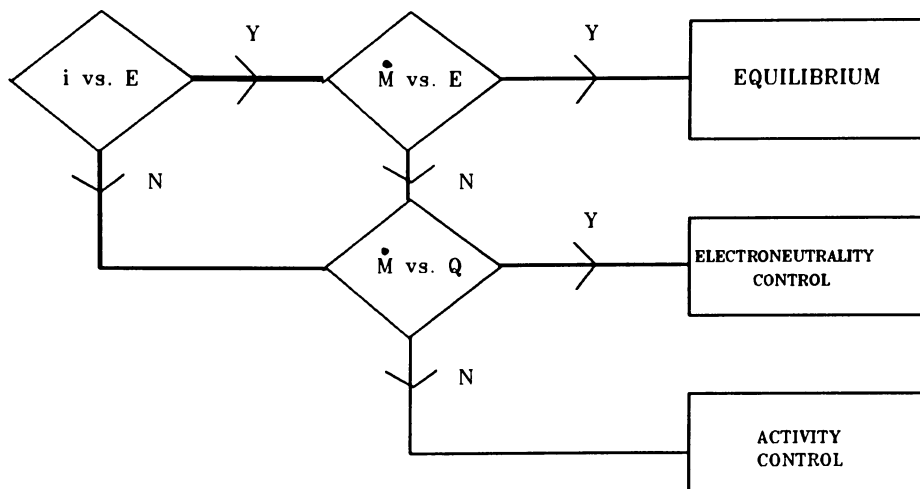 Y
Y
i vs. E
Ṁ vs. E
EQUILIBRIUM
N
N
Y
Ṁ vs. Q
ELECTRONEUTRALITY
CONTROL
N
ACTIVITY
CONTROL